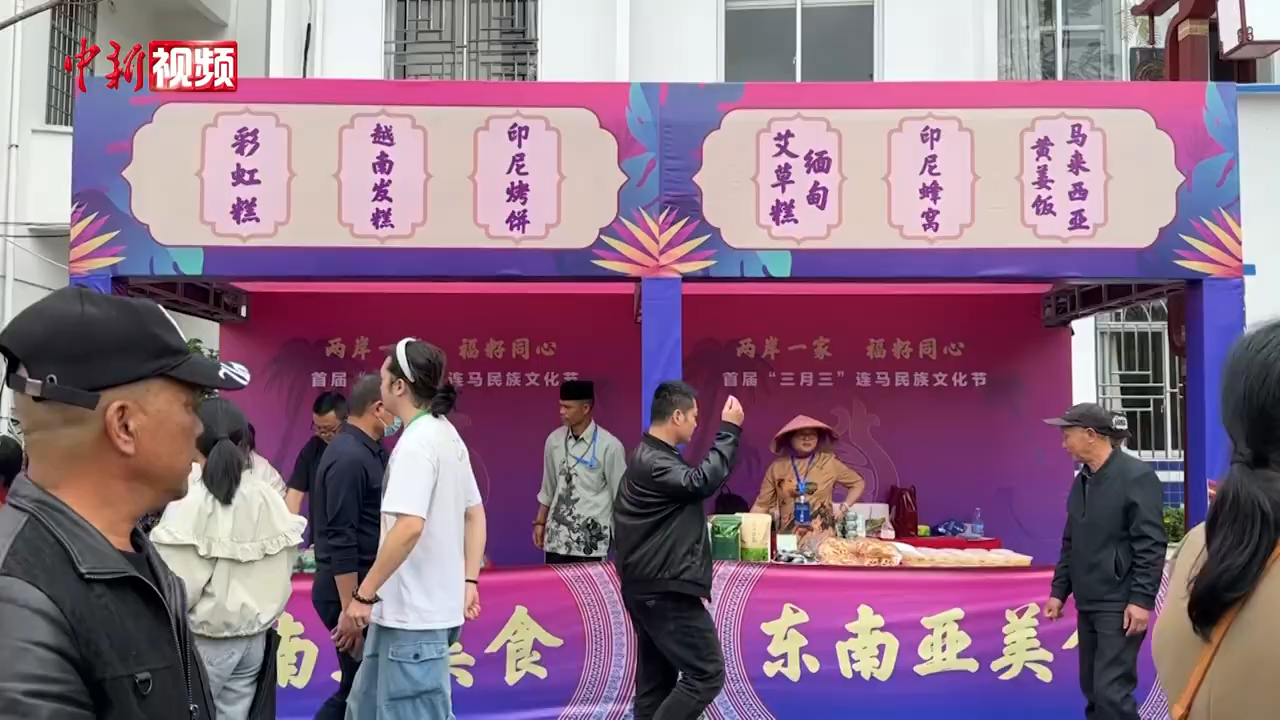 中新视频
彩虹糕
越南发糕
印尼烤饼
缅甸
艾草糕
印尼蜂窝
马来西亚
黄姜饭
两岸一 福籽同心
首届 连马民族文化节
两岸一家 福籽同心
首届“三月三”连马民族文化节
南 美食
东南亚美